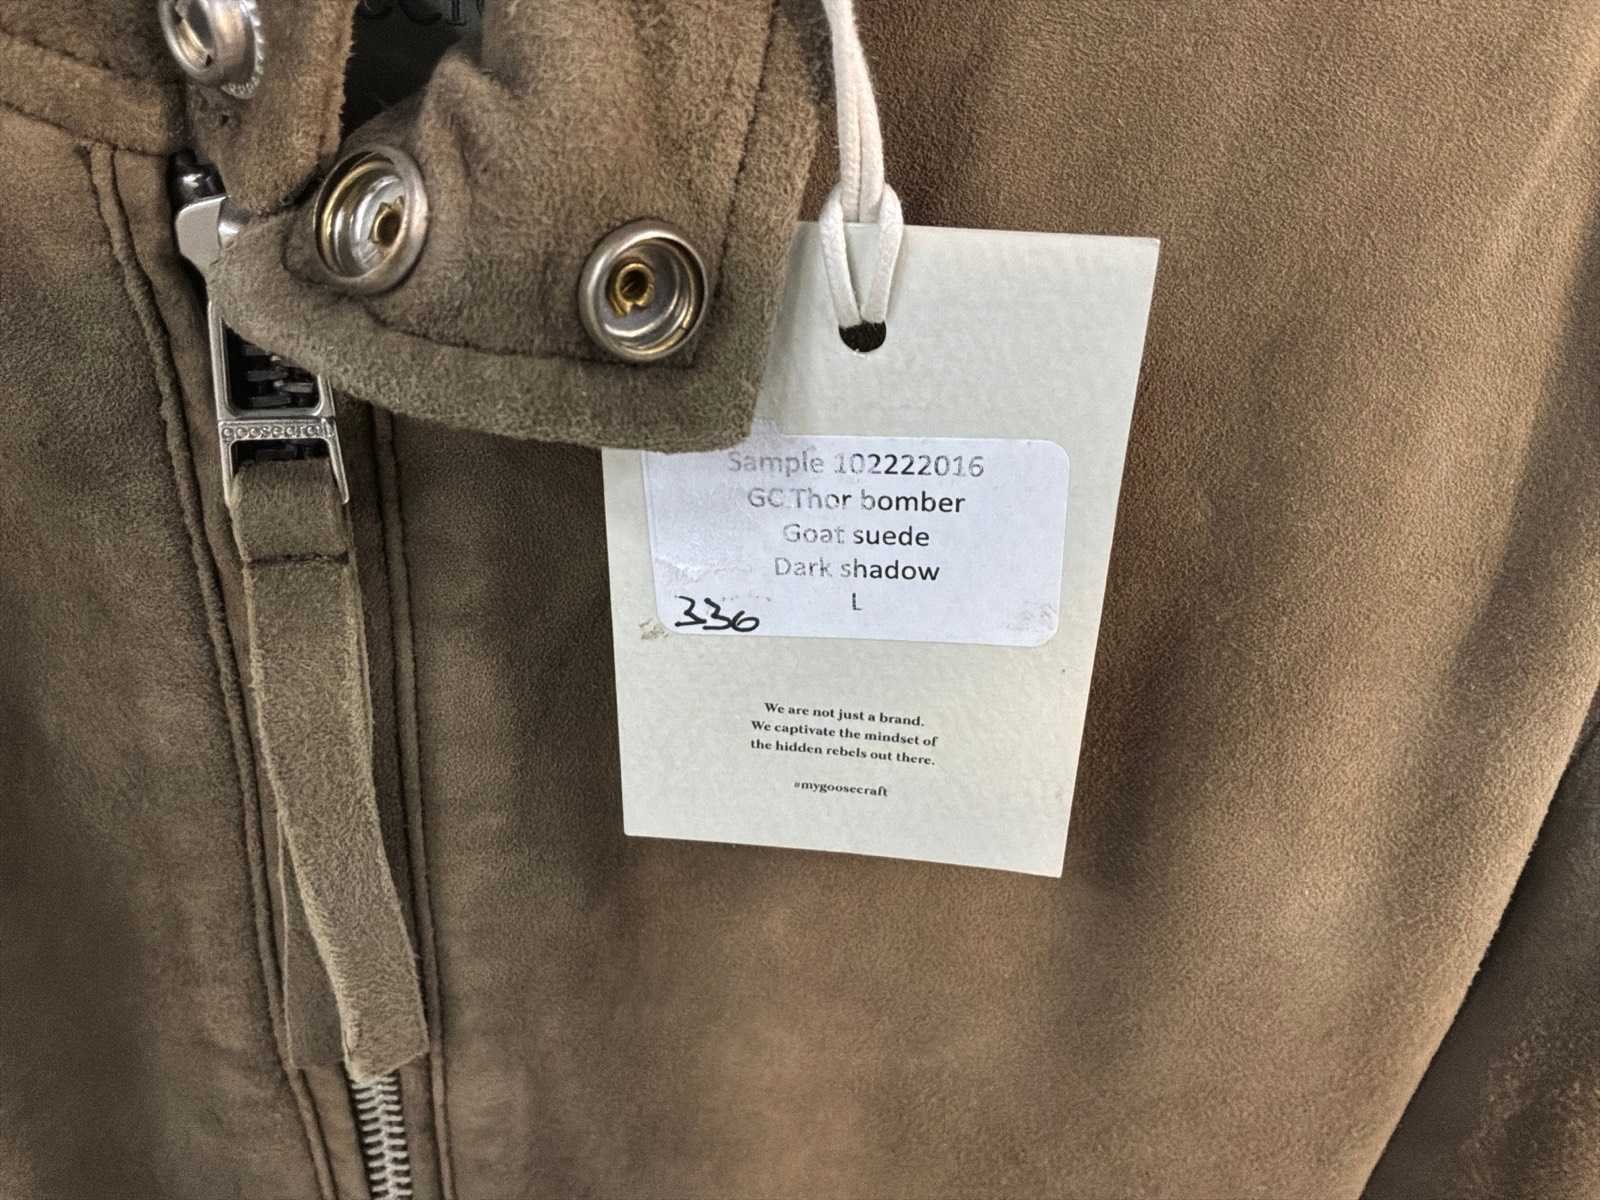 goosecraft
Sample 102222016
GC Thor bomber
Goat suede
Dark shadow
L
336
We are not just a brand.
We captivate the mindset of
the hidden rebels out there.
#mygoosecraft